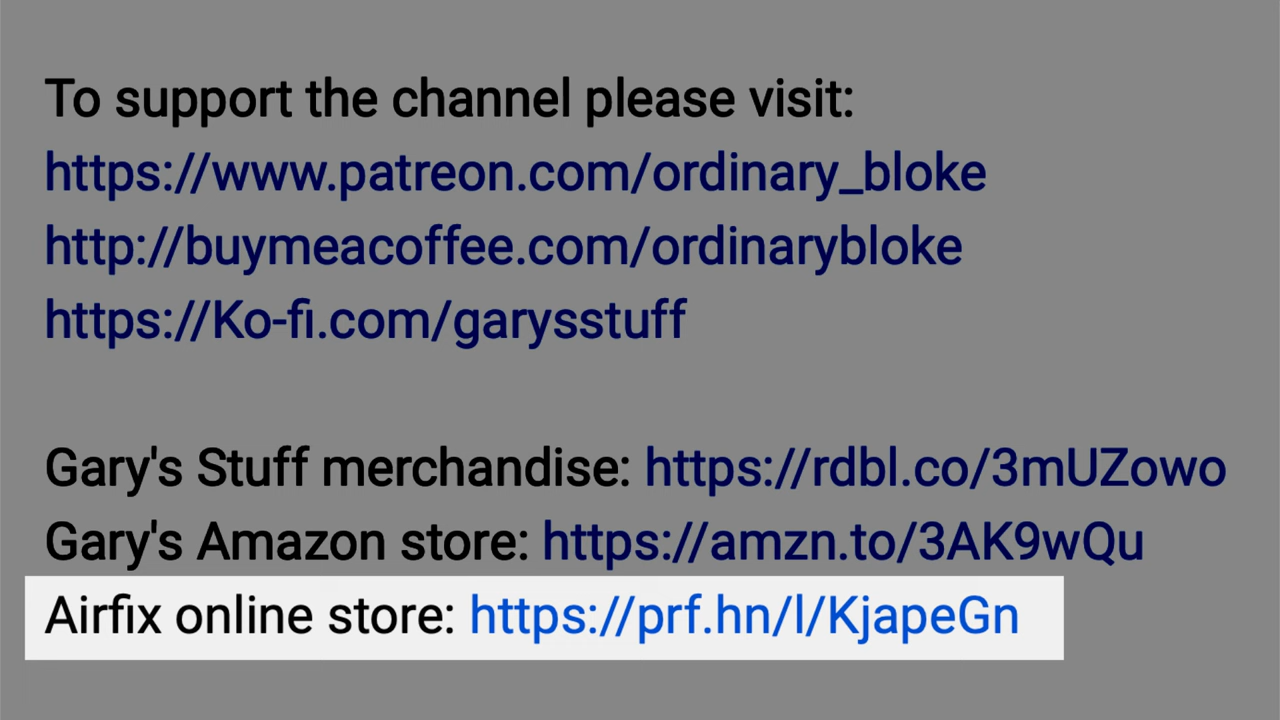 To support the channel please visit:
https://www.patreon.com/ordinary_bloke
http://buymeacoffee.com/ordinarybloke
https://Ko-fi.com/garysstuff
Gary's Stuff merchandise: https://rdbl.co/3mUZowo
Gary's Amazon store: https://amzn.to/3AK9wQu
Airfix online store: https://prf.hn/l/KjapeGn